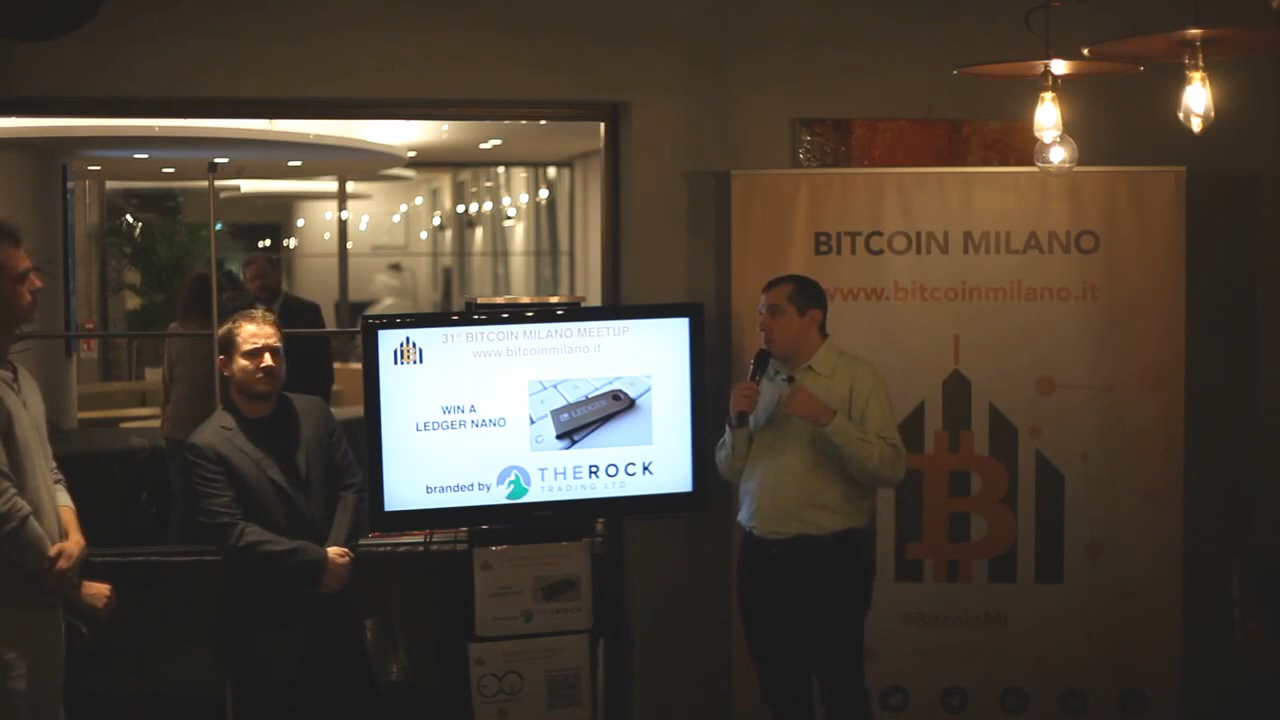 BITCOIN MILANO
www.bitcoinmilano.it
#BitcoinMi
31° BITCOIN MILANO MEETUP
www.bitcoinmilano.it
WIN A
LEDGER NANO
LEDGER
branded by
THEROCK
TRADING LTD